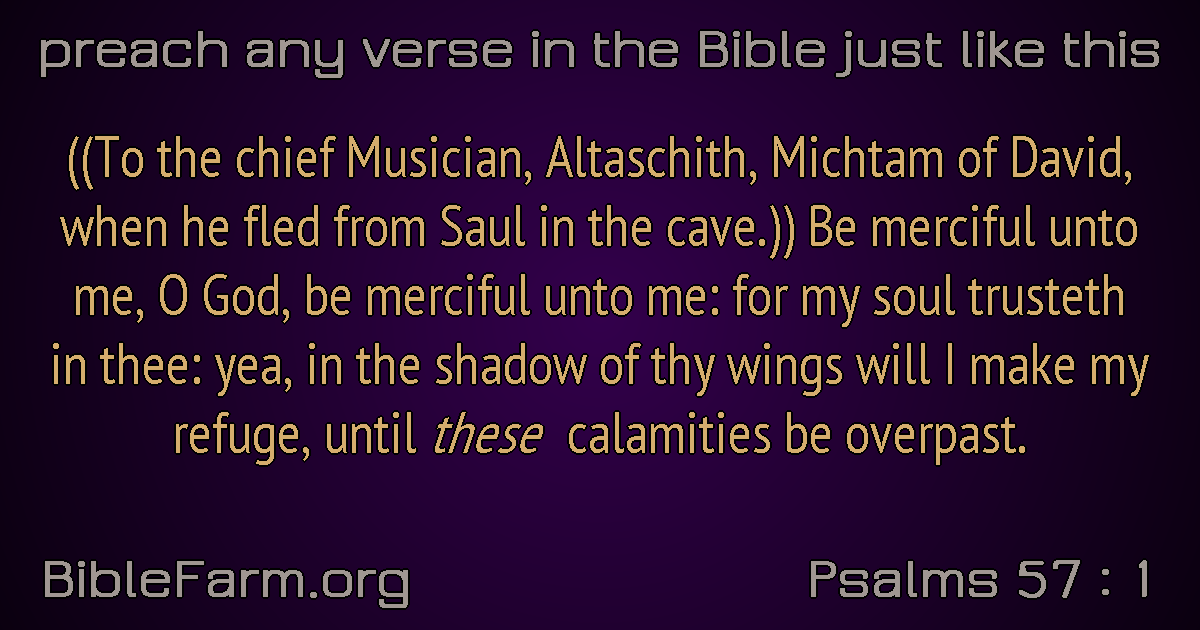 preach any verse in the Bible just like this
((To the chief Musician, Altaschith, Michtam of David,
when he fled from Saul in the cave.)) Be merciful unto
me, O God, be merciful unto me: for my soul trusteth
in thee: yea, in the shadow of thy wings will I make my
refuge, until these calamities be overpast.
BibleFarm.org
Psalms 57 : 1